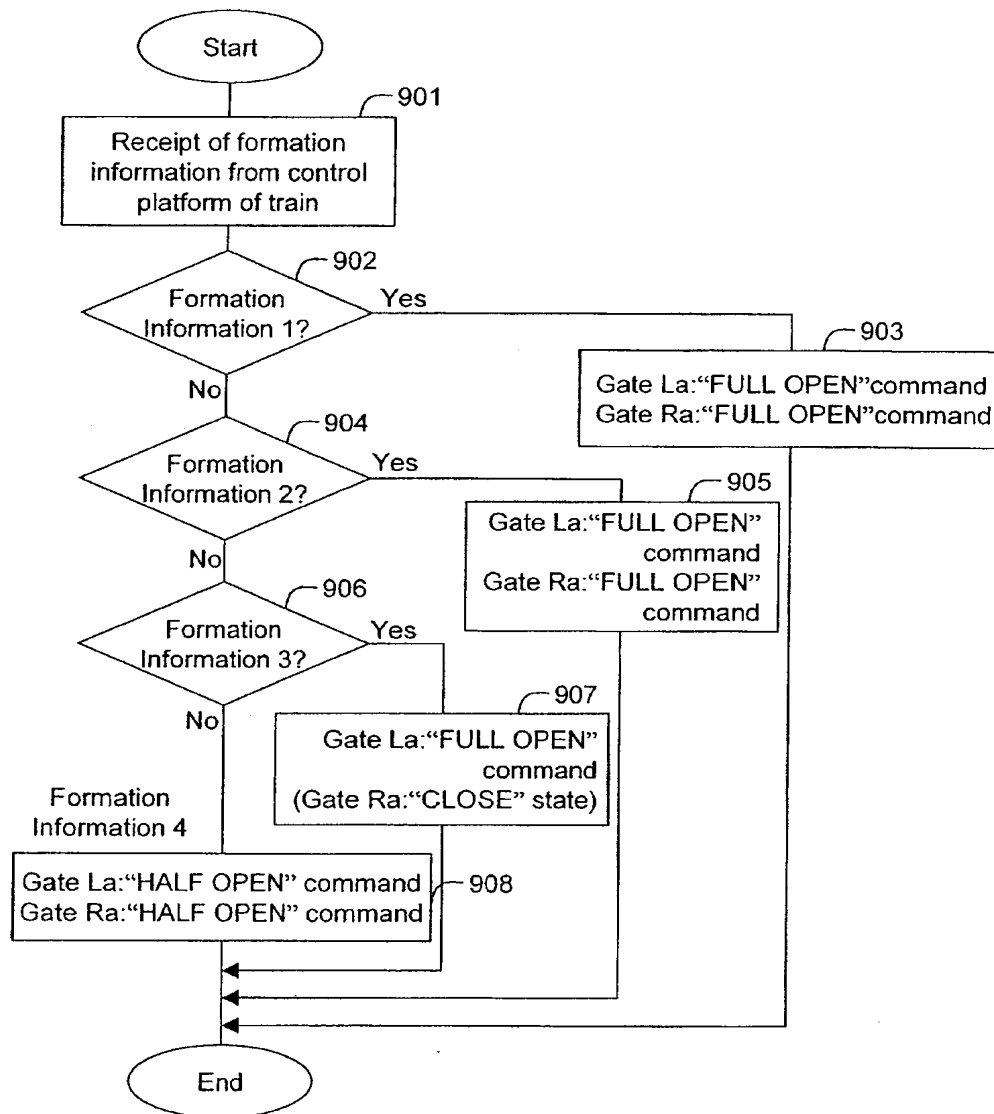 Start
901
Receipt of formation
information from control
platform of train
902
Formation
Information 1?
Yes
No
903
Gate La:“FULL OPEN”command
Gate Ra:“FULL OPEN”command
904
Formation
Information 2?
Yes
No
905
Gate La:“FULL OPEN”
command
Gate Ra:“FULL OPEN”
command
906
Formation
Information 3?
Yes
No
907
Gate La:“FULL OPEN”
command
(Gate Ra:“CLOSE” state)
Formation
Information 4
Gate La:“HALF OPEN” command
Gate Ra:“HALF OPEN” command
908
End